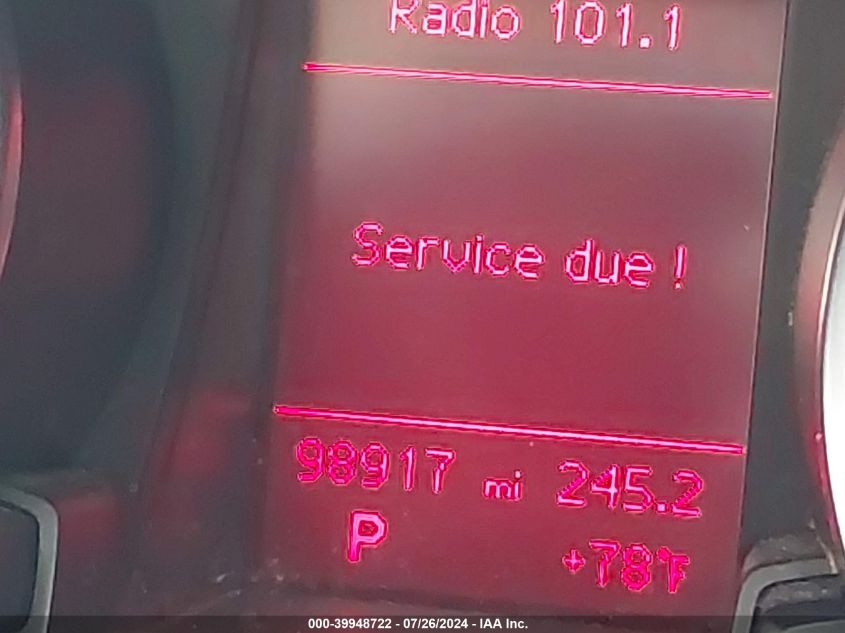 Radio 101.1
Service due !
98917 mi 245.2
P +78°F
000-39948722 - 07/26/2024 - IAA Inc.